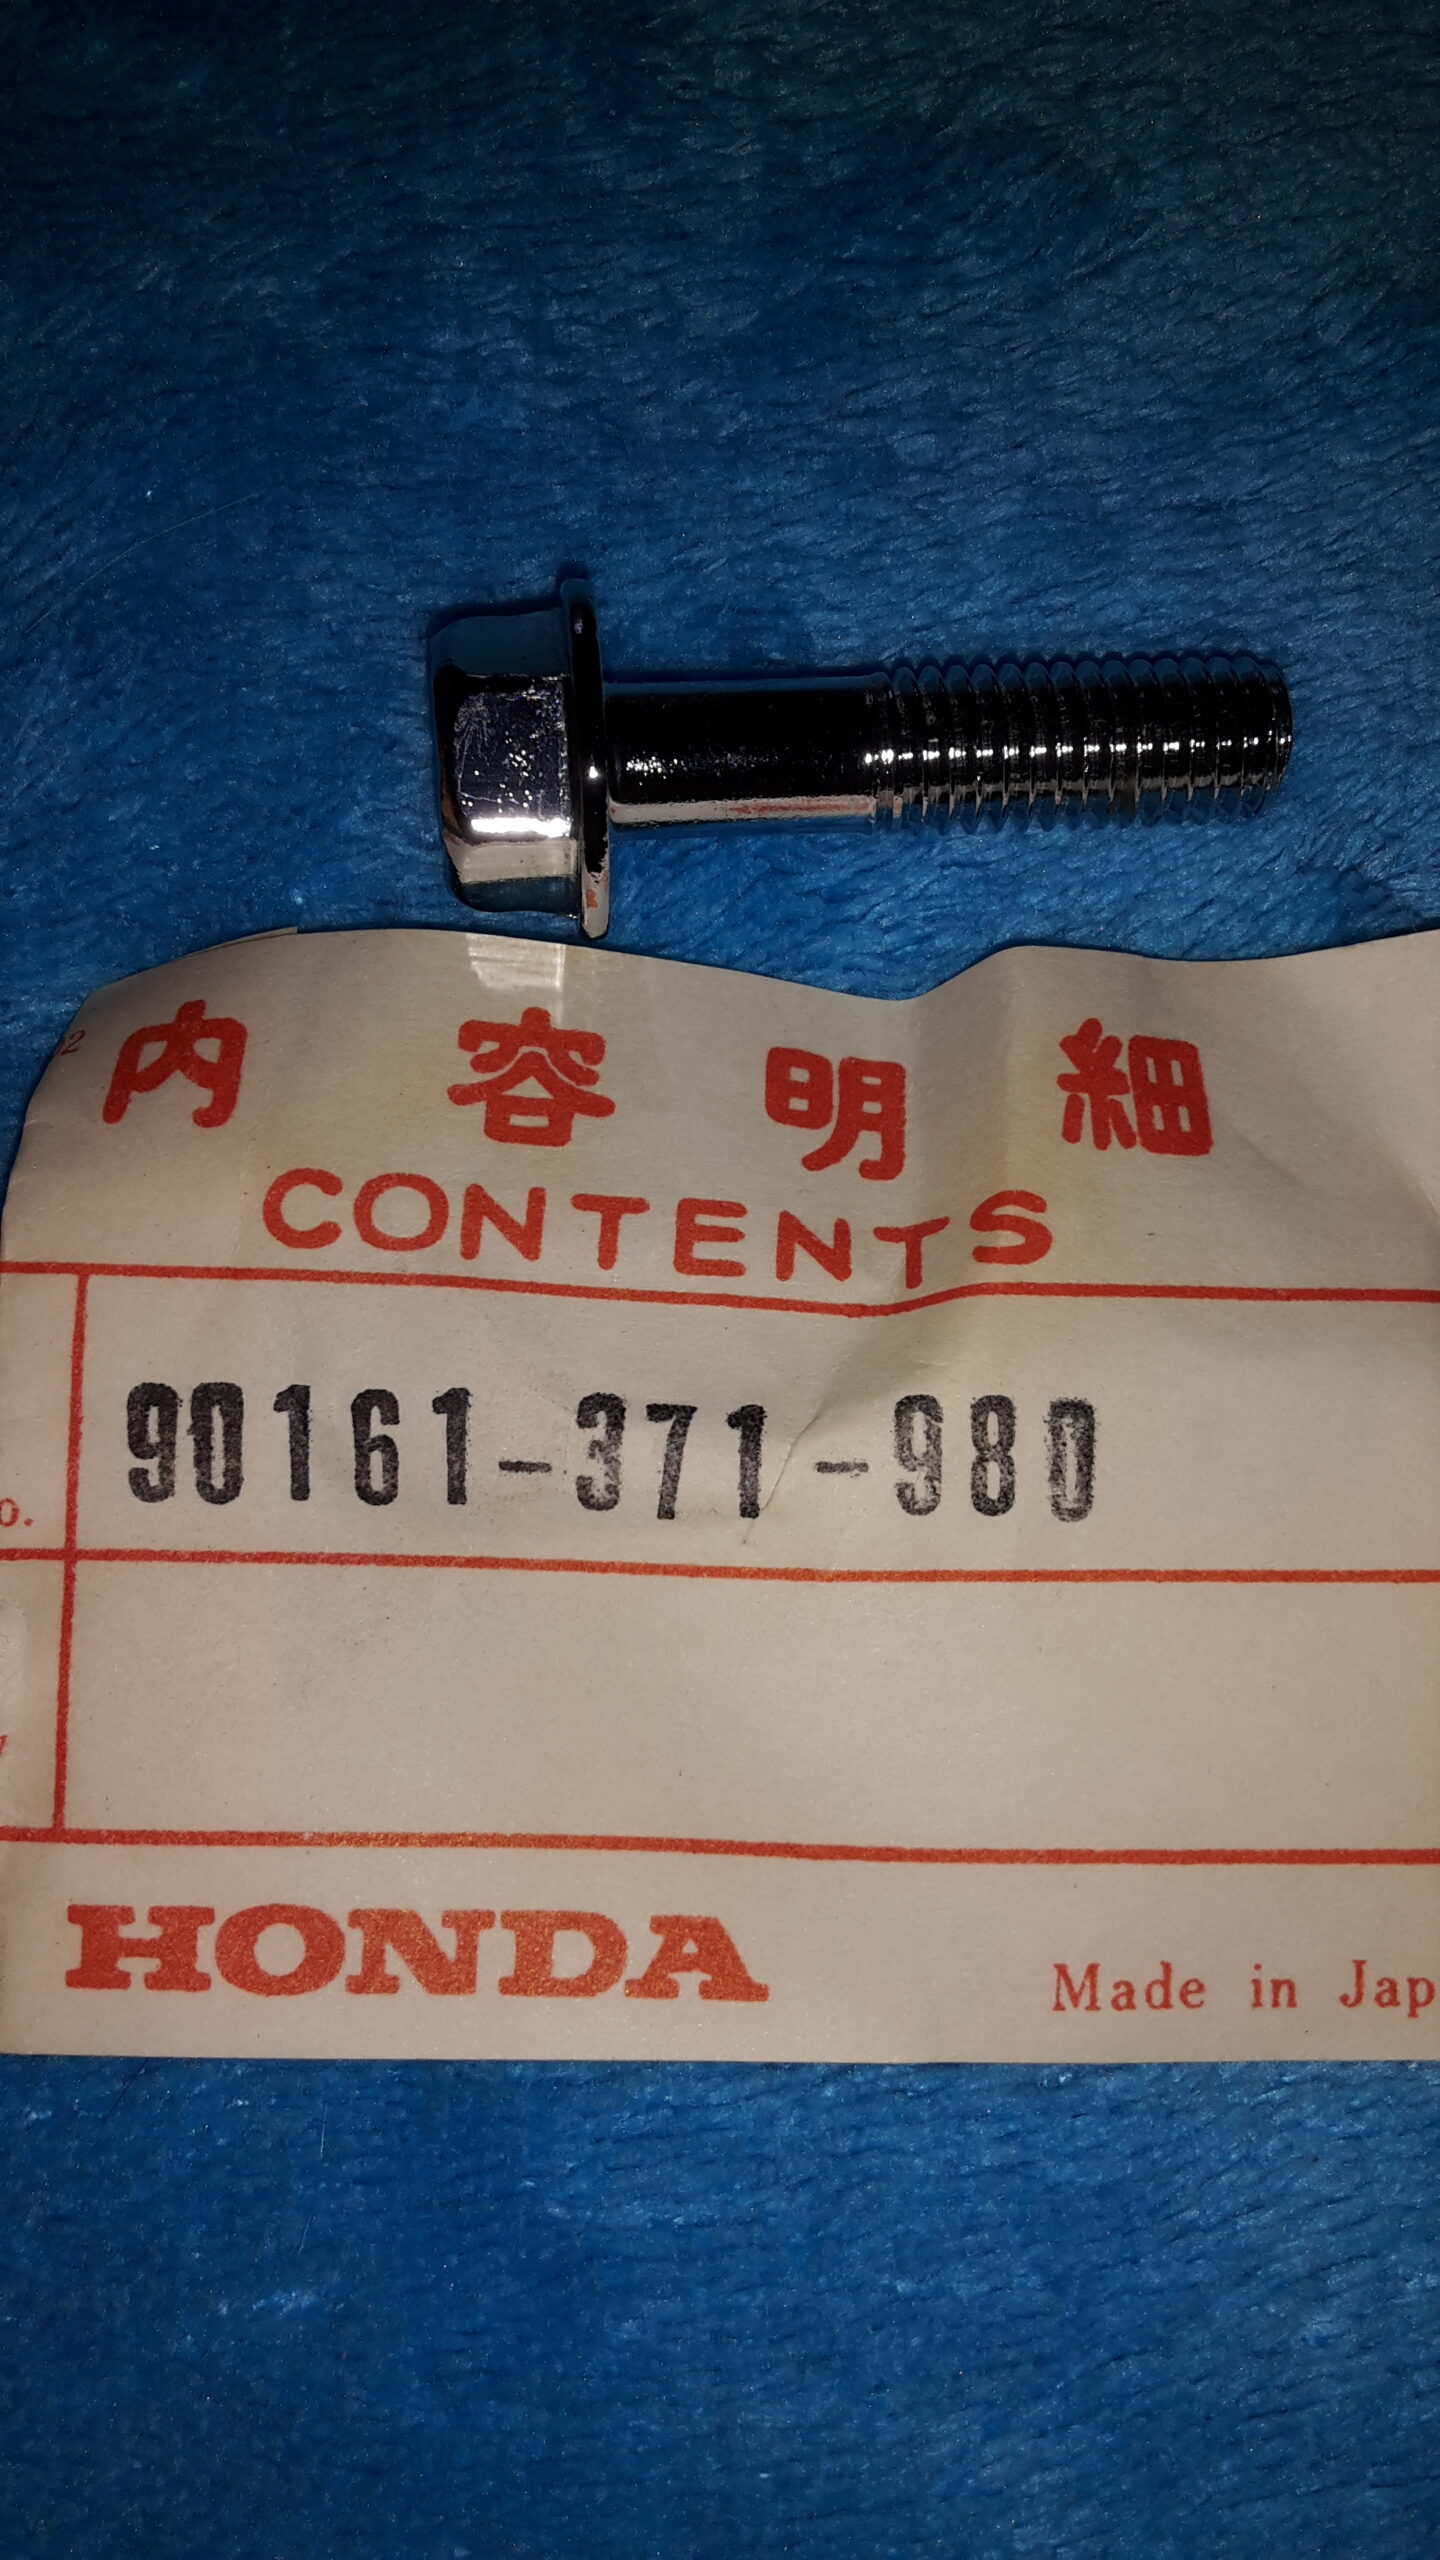 内容明細
CONTENTS
90161-371-980
o.
HONDA
Made in Jap